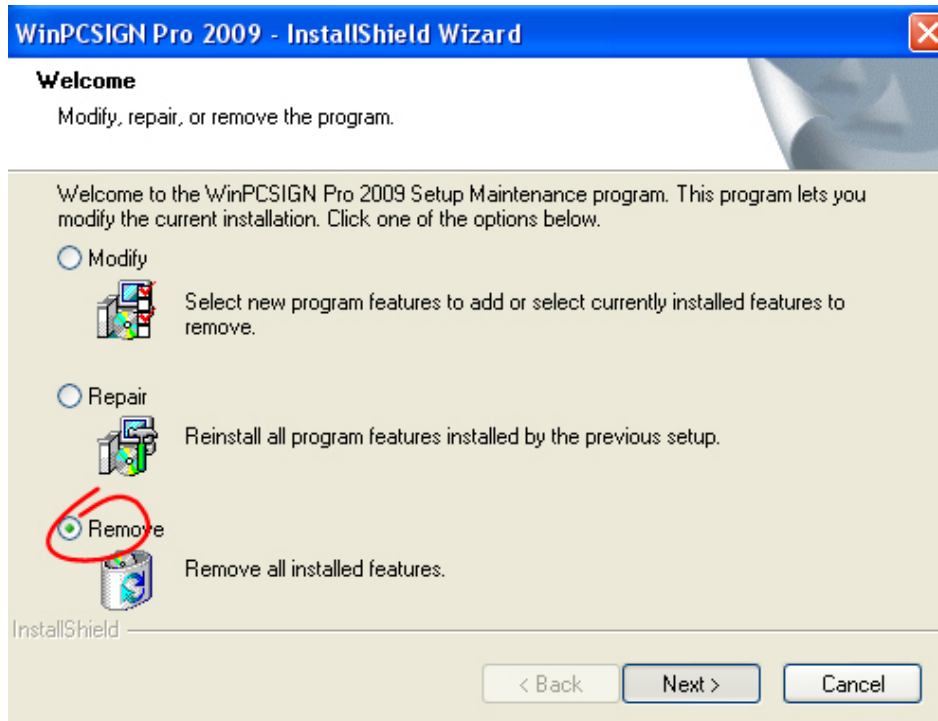 WinPCSIGN Pro 2009 - InstallShield Wizard
Welcome
Modify, repair, or remove the program.
Welcome to the WinPCSIGN Pro 2009 Setup Maintenance program. This program lets you
modify the current installation. Click one of the options below.
Modify
Select new program features to add or select currently installed features to
remove.
Repair
Reinstall all program features installed by the previous setup.
Remove
Remove all installed features.
InstallShield
< Back
Next >
Cancel